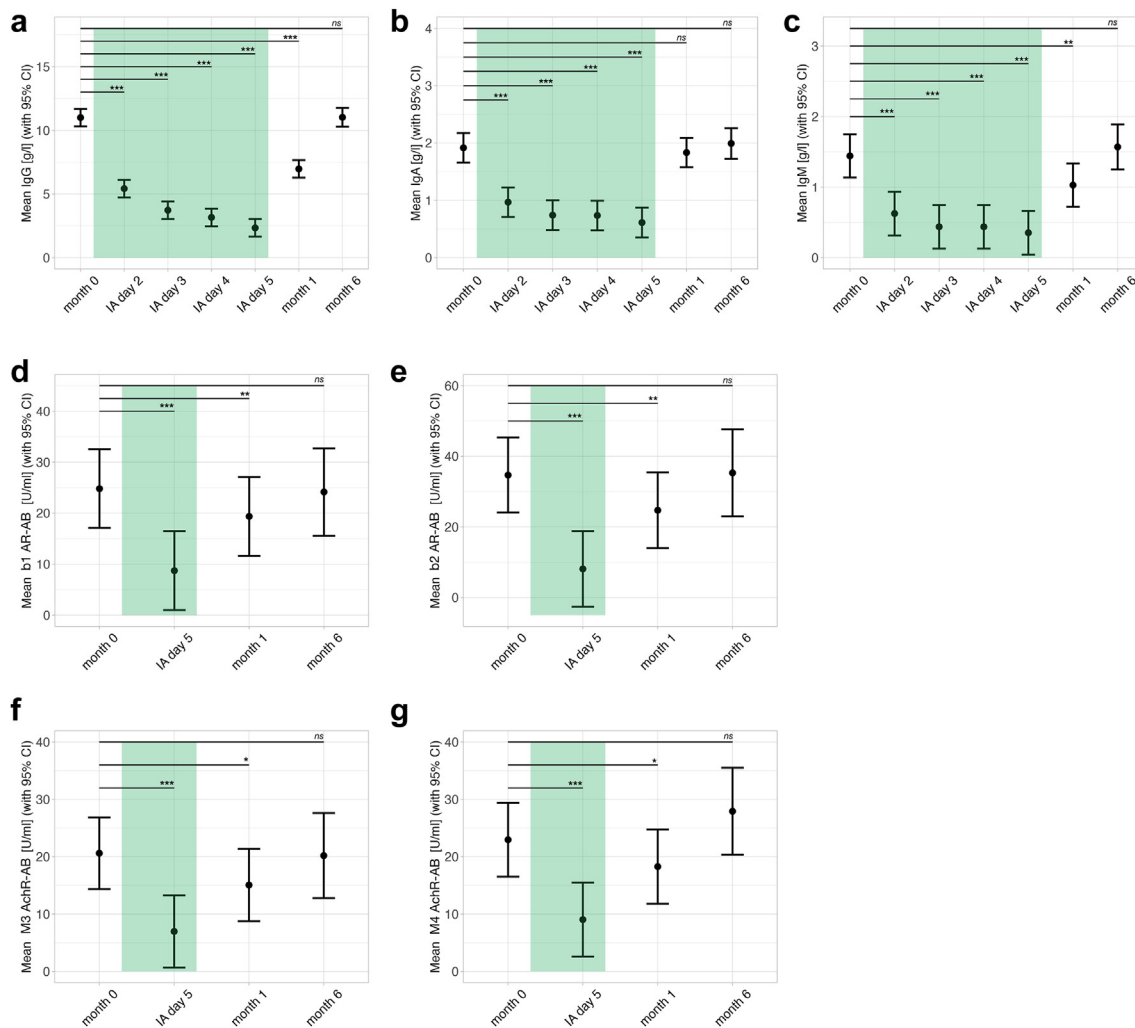 a
Mean IgG [g/l] (with 95% CI)
15
10
5
0
ns
***
***
***
***
***
month 0
IA day 2
IA day 3
IA day 4
IA day 5
month 1
month 6
b
Mean IgA [g/l] (with 95% CI)
4
3
2
1
0
ns
ns
***
***
***
***
month 0
IA day 2
IA day 3
IA day 4
IA day 5
month 1
month 6
c
Mean IgM [g/l] (with 95% CI)
3
2
1
0
ns
**
***
***
***
***
month 0
IA day 2
IA day 3
IA day 4
IA day 5
month 1
month 6
d
Mean b1 AR-AB [U/ml] (with 95% CI)
40
30
20
10
0
ns
**
***
month 0
IA day 5
month 1
month 6
e
Mean b2 AR-AB [U/ml] (with 95% CI)
60
40
20
0
ns
**
***
month 0
IA day 5
month 1
month 6
f
Mean M3 AchR-AB [U/ml] (with 95% CI)
40
30
20
10
0
ns
*
***
month 0
IA day 5
month 1
month 6
g
Mean M4 AchR-AB [U/ml] (with 95% CI)
40
30
20
10
0
ns
*
***
month 0
IA day 5
month 1
month 6